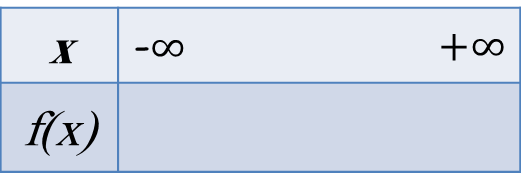 x -∞ +∞
f(x)